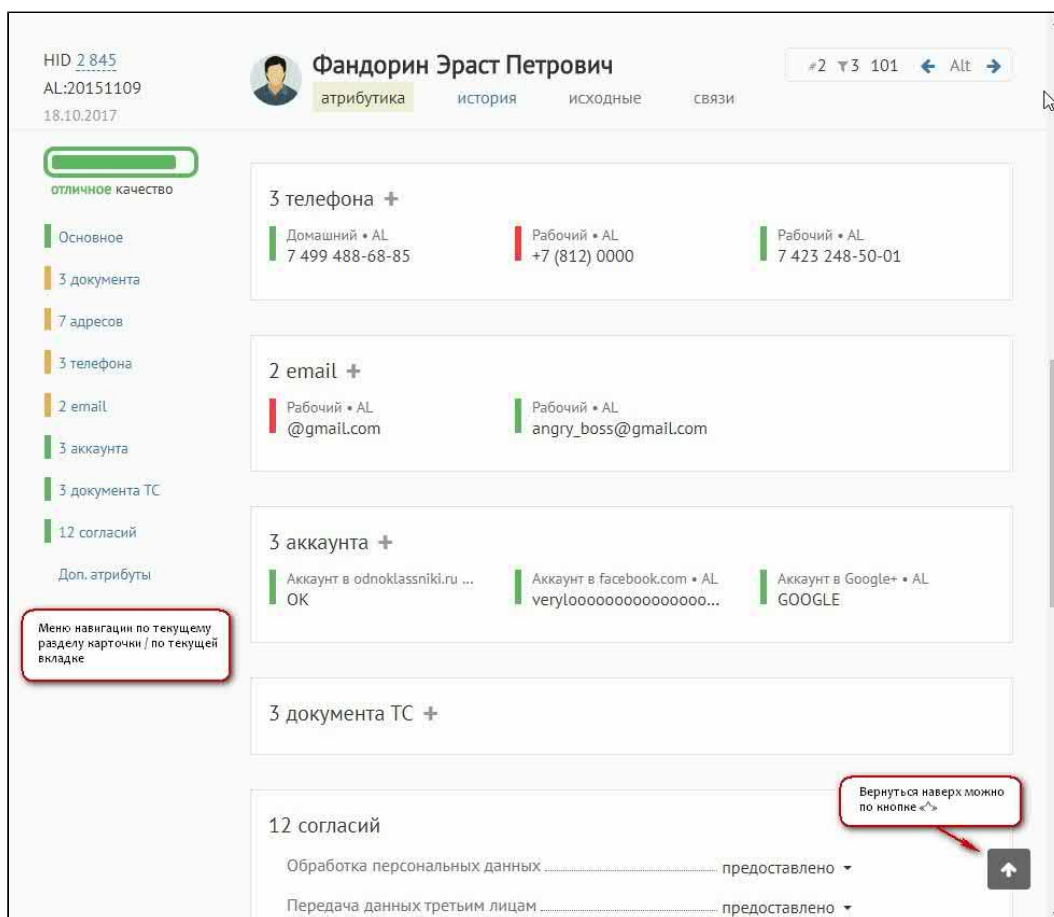 HID 2 845
AL:20151109
18.10.2017
Фандорин Эраст Петрович
атрибутика история исходные связи
#2 3 101 Alt
отличное качество
Основное
3 документа
7 адресов
3 телефона
2 email
3 аккаунта
3 документа ТС
12 согласий
Доп. атрибуты
Меню навигации по текущему
разделу карточки / по текущей
вкладке
3 телефона +
Домашний • AL
7 499 488-68-85
Рабочий • AL
+7 (812) 0000
Рабочий • AL
7 423 248-50-01
2 email +
Рабочий • AL
@gmail.com
Рабочий • AL
angry_boss@gmail.com
3 аккаунта +
Аккаунт в odnoklassniki.ru ...
OK
Аккаунт в facebook.com • AL
veryloooooooooooooooo...
Аккаунт в Google+ • AL
GOOGLE
3 документа ТС +
12 согласий
Обработка персональных данных предоставлено
Передача данных третьим лицам предоставлено
Вернуться наверх можно
по кнопке «^»